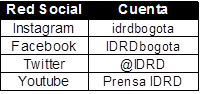 Red Social Cuenta
Instagram idrdbogota
Facebook IDRDbogota
Twitter @IDRD
Youtube Prensa IDRD